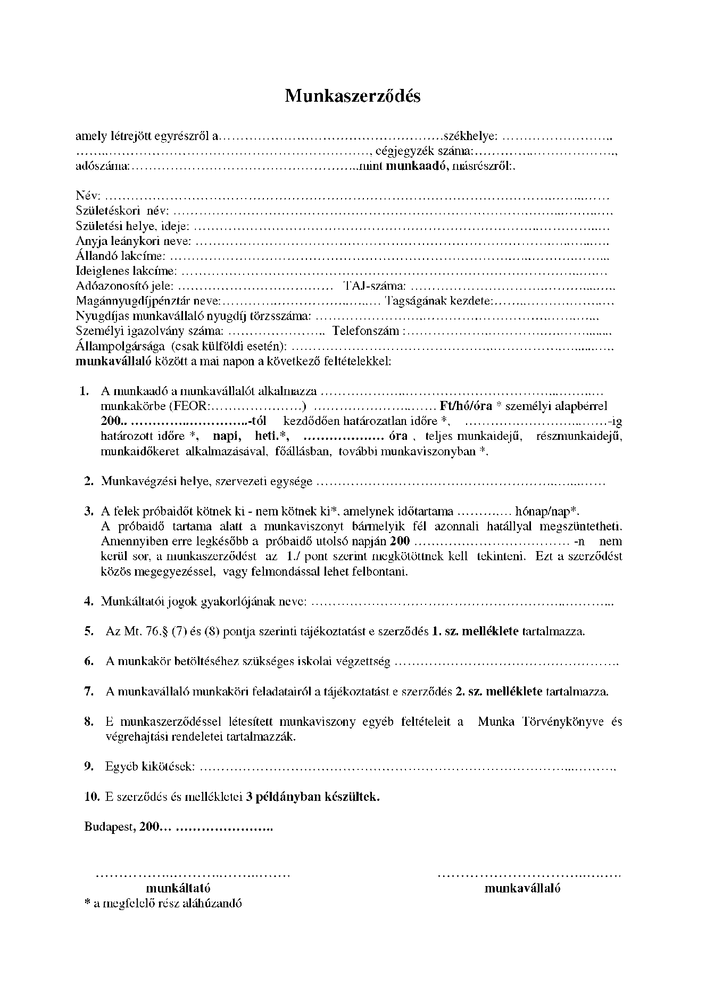 Munkaszerződés
amely létrejött egyrészről a……………………………………………székhelye: ……………………..
……..……………………………………………………, cégjegyzék száma:…………..……………….,
adószáma:……………………………………………..mint munkaadó, másrészről:.
Név: ………………………………………………………………………………………………..……
Születéskori név: ……………………………………………………………………………..……..….
Születési helye, ideje: ……………………………………………………………………..…………..…
Anyja leánykori neve: ……………………………………………………………………….…..…..….
Állandó lakcíme: …………………………………………………………………….…..……….……...
Ideiglenes lakcíme: ………………………………………………………………………………..…….…
Adóazonosító jele: ……………………………… TAJ-száma: ………………………….………...…..
Magánnyugdíjpénztár neve:………….……………..…..… Tagságának kezdete:……..……………..….
Nyugdíjas munkavállaló nyugdíj törzsszáma: …………………….………….…………….…….…...
Személyi igazolvány száma: ………………….. Telefonszám :……………….………….….……......
Állampolgársága (csak külföldi esetén): ……………………………………….…………….….....…..
munkavállaló között a mai napon a következő feltételekkel:
1. A munkaadó a munkavállalót alkalmazza ………………..……………………………..……..…
munkakörbe (FEOR:…………………) …………………..…… Ft/hó/óra * személyi alapbérrel
200.. …………..…………..-tól kezdődően határozatlan időre *, ……………………..……-ig
határozott időre *, napi, heti.*, ……………… óra , teljes munkaidejű, részmunkaidejű,
munkaidőkeret alkalmazásával, főállásban, további munkaviszonyban *.
2. Munkavégzési helye, szervezeti egysége ………………………………………………..…...……
3. A felek próbaidőt kötnek ki - nem kötnek ki*. amelynek időtartama ………… hónap/nap*.
A próbaidő tartama alatt a munkaviszonyt bármelyik fél azonnali hatállyal megszüntetheti.
Amennyiben erre legkésőbb a próbaidő utolsó napján 200 ……………………………… -n nem
kerül sor, a munkaszerződést az 1./ pont szerint megkötöttnek kell tekinteni. Ezt a szerződést
közös megegyezéssel, vagy felmondással lehet felbontani.
4. Munkáltatói jogok gyakorlójának neve: …………………………………………………..………...
5. Az Mt. 76.§ (7) és (8) pontja szerinti tájékoztatást e szerződés 1. sz. melléklete tartalmazza.
6. A munkakör betöltéséhez szükséges iskolai végzettség …………………………………………….
7. A munkavállaló munkaköri feladatairól a tájékoztatást e szerződés 2. sz. melléklete tartalmazza.
8. E munkaszerződéssel létesített munkaviszony egyéb feltételeit a Munka Törvénykönyve és
végrehajtási rendeletei tartalmazzák.
9. Egyéb kikötések: …………………………………………………………………………...……….
10. E szerződés és mellékletei 3 példányban készültek.
Budapest, 200… …………………..
…………….………..……..……. ………………………….………
munkáltató munkavállaló
* a megfelelő rész aláhúzandó